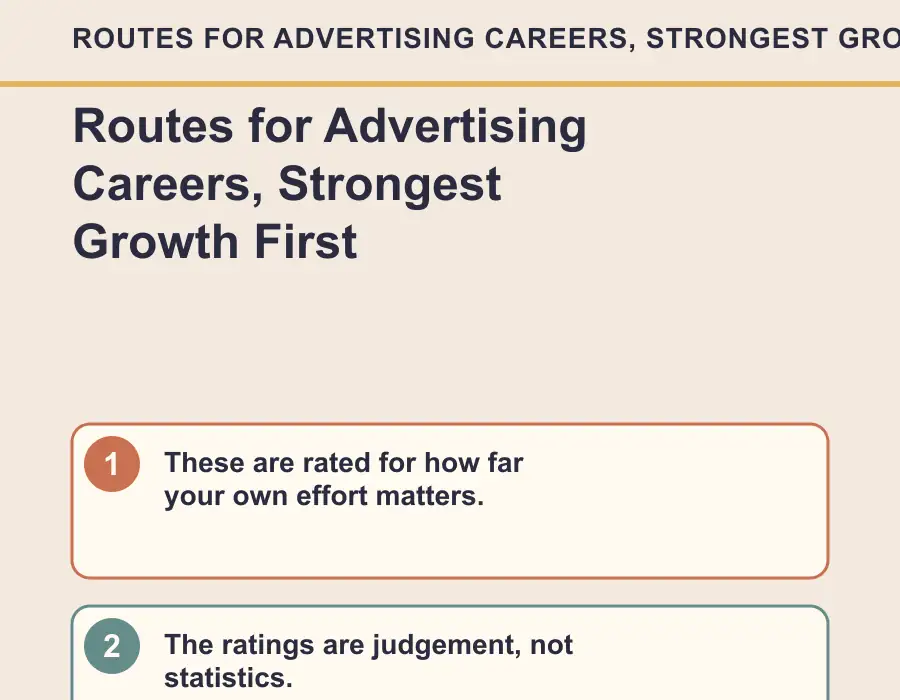 ROUTES FOR ADVERTISING CAREERS, STRONGEST
Routes for Advertising
Careers, Strongest
Growth First
1
These are rated for how far
your own effort matters.
2
The ratings are judgement, not
statistics.